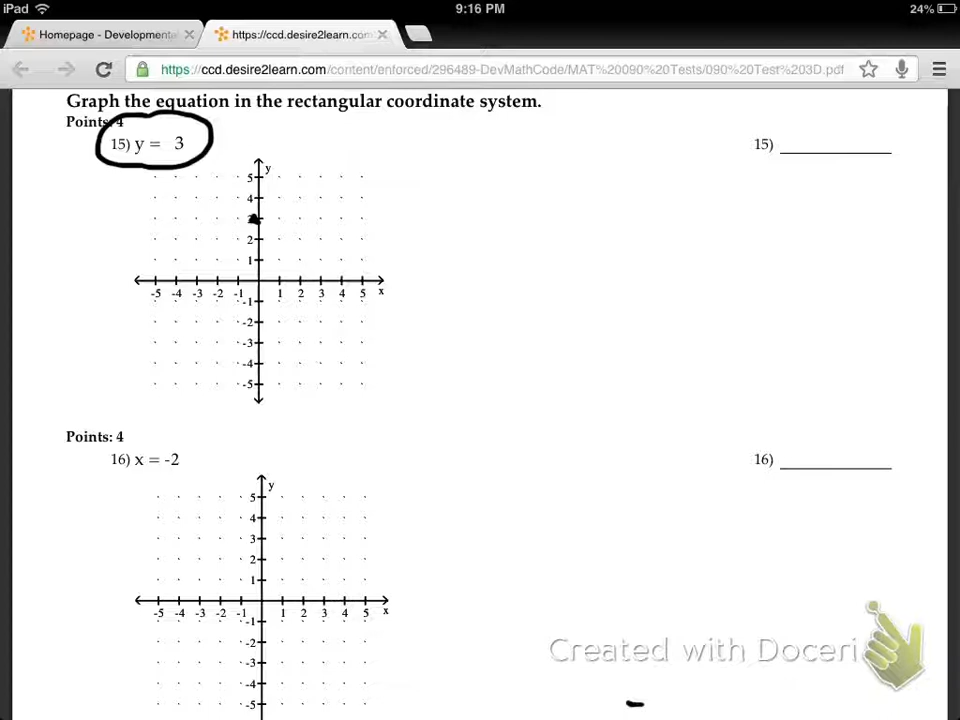 iPad 9:16 PM 24%
Homepage - Developmental https://ccd.desire2learn.com
https://ccd.desire2learn.com/content/enforced/296489-DevMathCode/MAT%20090%20Tests/090%20Test%203D.pdf
Graph the equation in the rectangular coordinate system.
Points: 4
15) y = 3 15)
y
5
4
2
1
-5 -4 -3 -2 -1 1 2 3 4 5 x
-1
-2
-3
-4
-5
Points: 4
16) x = -2 16)
y
5
4
3
2
1
-5 -4 -3 -2 -1 1 2 3 4 5 x
-1
-2
-3
-4
-5
Created with Doceri